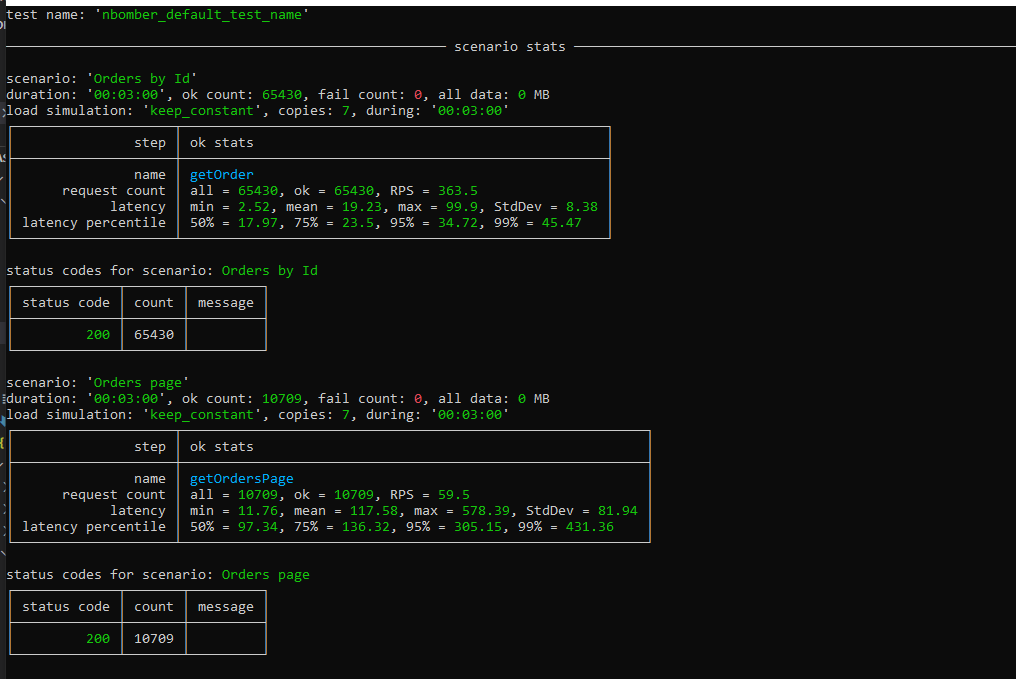 test name: 'nbomber_default_test_name'
scenario stats
scenario: 'Orders by Id'
duration: '00:03:00', ok count: 65430, fail count: 0, all data: 0 MB
load simulation: 'keep_constant', copies: 7, during: '00:03:00'
step ok stats
name getOrder
request count all = 65430, ok = 65430, RPS = 363.5
latency min = 2.52, mean = 19.23, max = 99.9, StdDev = 8.38
latency percentile 50% = 17.97, 75% = 23.5, 95% = 34.72, 99% = 45.47
status codes for scenario: Orders by Id
status code count message
200 65430
scenario: 'Orders page'
duration: '00:03:00', ok count: 10709, fail count: 0, all data: 0 MB
load simulation: 'keep_constant', copies: 7, during: '00:03:00'
step ok stats
name getOrdersPage
request count all = 10709, ok = 10709, RPS = 59.5
latency min = 11.76, mean = 117.58, max = 578.39, StdDev = 81.94
latency percentile 50% = 97.34, 75% = 136.32, 95% = 305.15, 99% = 431.36
status codes for scenario: Orders page
status code count message
200 10709